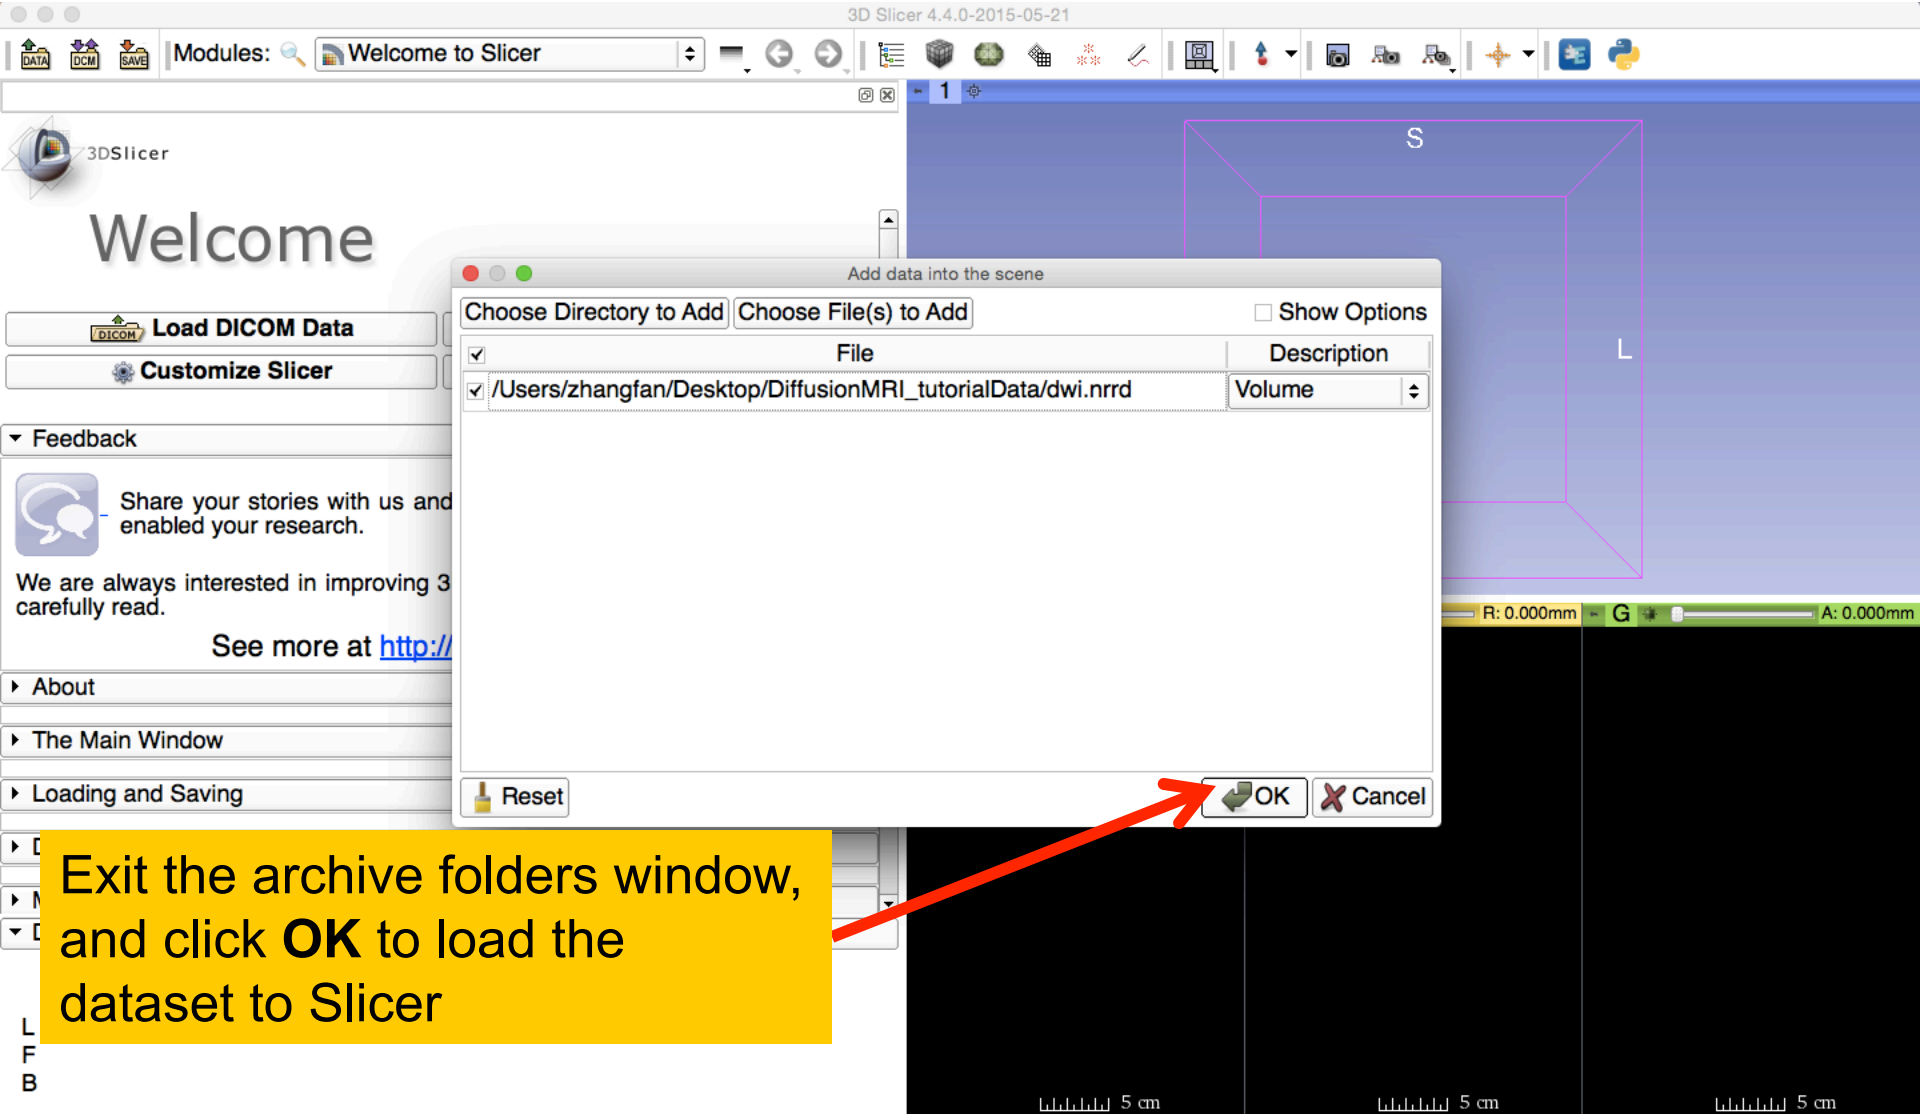 3D Slicer 4.4.0-2015-05-21
DATA DCM SAVE Modules: Welcome to Slicer
1
3DSlicer
Welcome
S
L
Add data into the scene
Choose Directory to Add Choose File(s) to Add Show Options
File Description
/Users/zhangfan/Desktop/DiffusionMRI_tutorialData/dwi.nrrd Volume
Reset OK Cancel
DICOM Load DICOM Data
Customize Slicer
Feedback
Share your stories with us and
enabled your research.
We are always interested in improving 3
carefully read.
See more at http://
About
The Main Window
Loading and Saving
R: 0.000mm G A: 0.000mm
Exit the archive folders window,
and click OK to load the
dataset to Slicer
L
F
B
5 cm 5 cm 5 cm